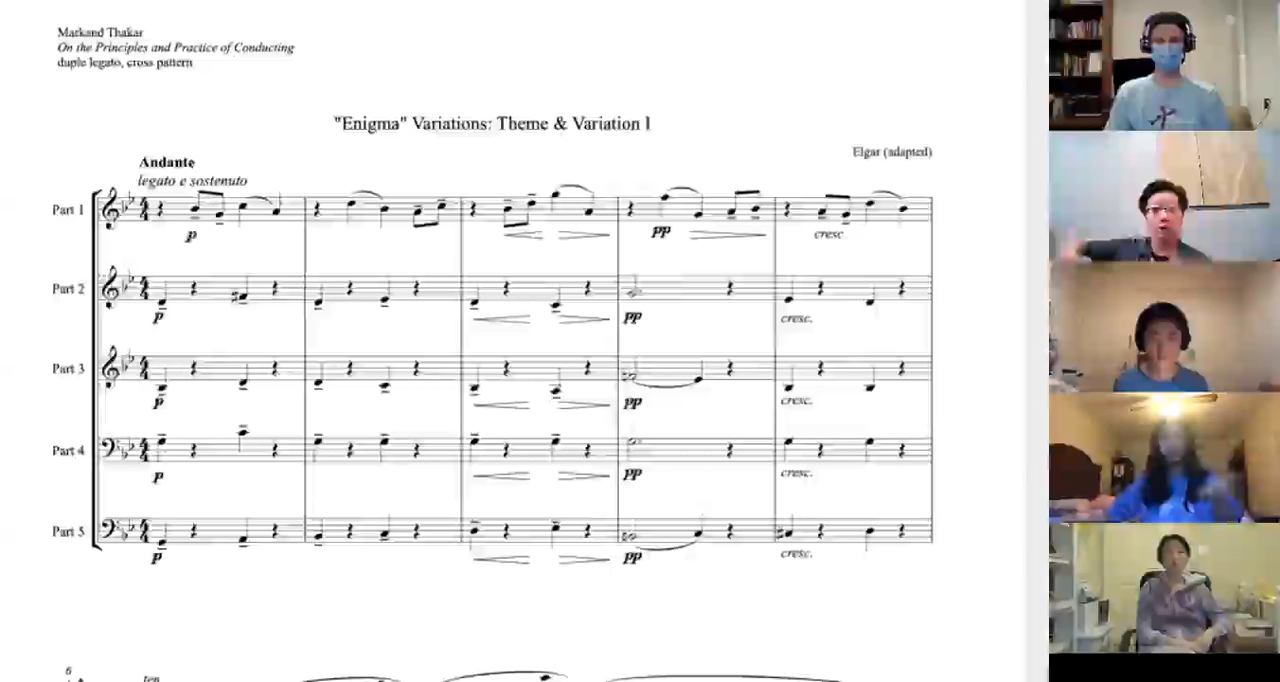 Markand Thakar
On the Principles and Practice of Conducting
duple legato, cross pattern
"Enigma" Variations: Theme & Variation I
Elgar (adapted)
Andante
legato e sostenuto
Part 1
p
pp
cresc
Part 2
p
pp
cresc.
Part 3
p
pp
cresc.
Part 4
p
pp
cresc.
Part 5
p
pp
cresc.
6
ten